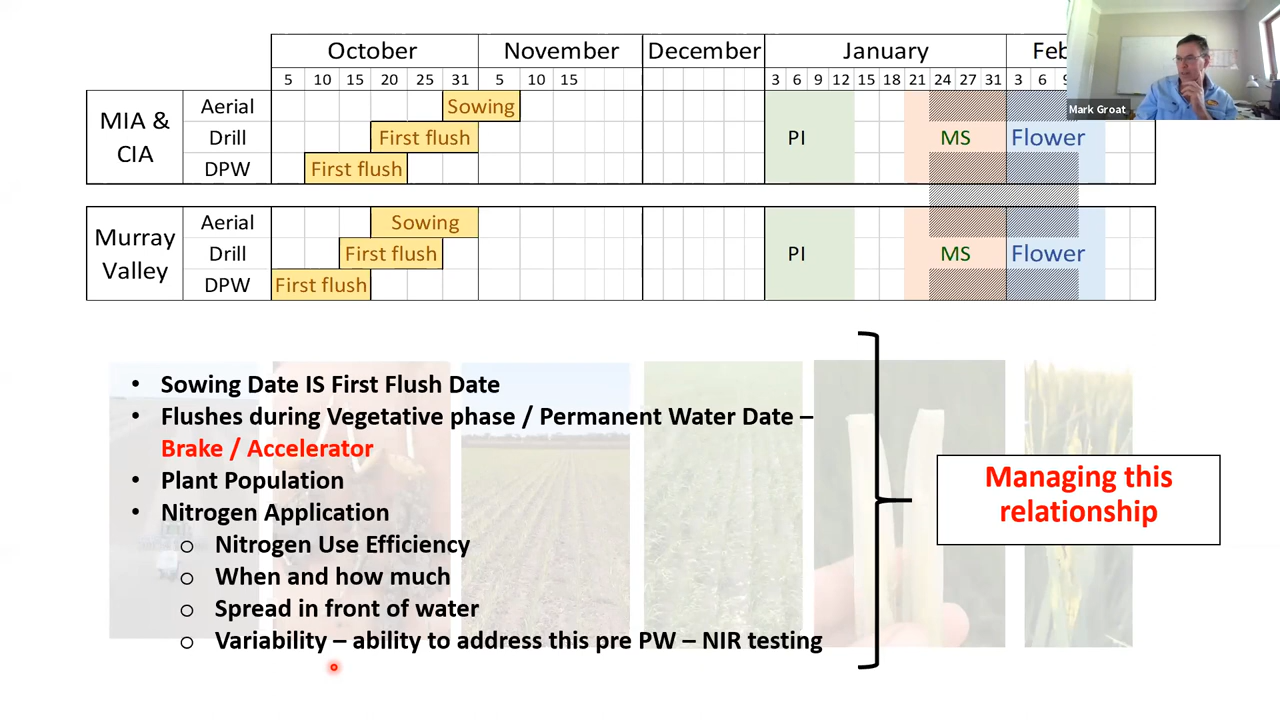 October November December January Feb
5 10 15 20 25 31 5 10 15 3 6 9 12 15 18 21 24 27 31 3 6
Mark Groat
MIA &
CIA
Aerial Sowing
Drill First flush PI MS Flower
DPW First flush
Murray
Valley
Aerial Sowing
Drill First flush PI MS Flower
DPW First flush
• Sowing Date IS First Flush Date
• Flushes during Vegetative phase / Permanent Water Date –
Brake / Accelerator
• Plant Population
• Nitrogen Application
o Nitrogen Use Efficiency
o When and how much
o Spread in front of water
o Variability – ability to address this pre PW – NIR testing
Managing this
relationship